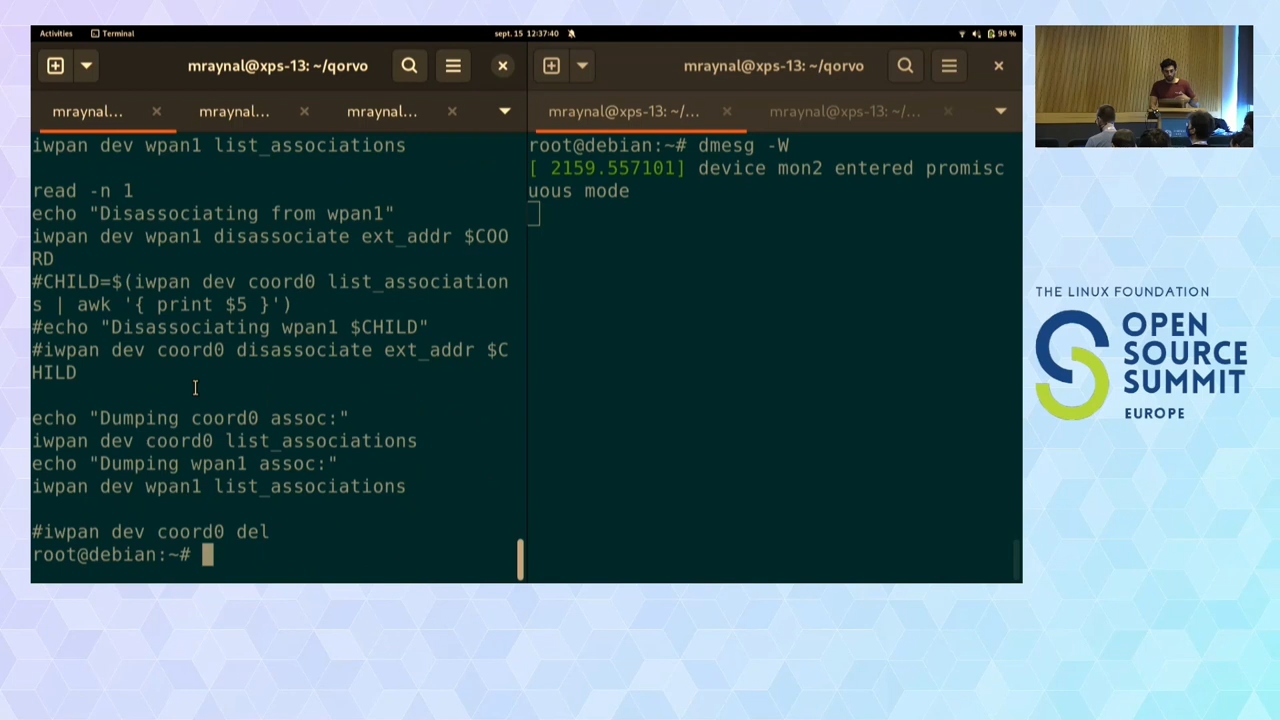 Activities
Terminal
sept. 15 12:37:40
98 %
mraynal@xps-13: ~/qorvo
mraynal@xps-13: ~/qorvo
mraynal...
mraynal...
mraynal...
mraynal@xps-13: ~/...
mraynal@xps-13: ~/...
iwpan dev wpan1 list_associations
read -n 1
echo "Disassociating from wpan1"
iwpan dev wpan1 disassociate ext_addr $COO
RD
#CHILD=$(iwpan dev coord0 list_association
s | awk '{ print $5 }')
#echo "Disassociating wpan1 $CHILD"
#iwpan dev coord0 disassociate ext_addr $C
HILD
echo "Dumping coord0 assoc:"
iwpan dev coord0 list_associations
echo "Dumping wpan1 assoc:"
iwpan dev wpan1 list_associations
#iwpan dev coord0 del
root@debian:~#
root@debian:~# dmesg -W
[ 2159.557101] device mon2 entered promisc
uous mode
THE LINUX FOUNDATION
OPEN
SOURCE
SUMMIT
EUROPE